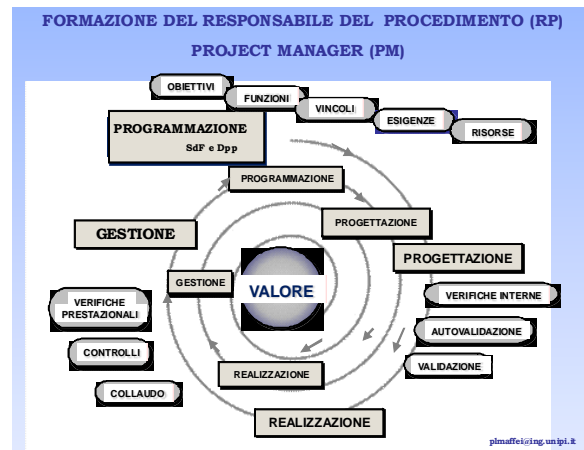 FORMAZIONE DEL RESPONSABILE DEL PROCEDIMENTO (RP)
PROJECT MANAGER (PM)
OBIETTIVI
FUNZIONI
VINCOLI
ESIGENZE
RISORSE
PROGRAMMAZIONE
SdF e Dpp
PROGRAMMAZIONE
PROGETTAZIONE
GESTIONE
PROGETTAZIONE
GESTIONE
VALORE
VERIFICHE INTERNE
VERIFICHE
PRESTAZIONALI
AUTOVALIDAZIONE
CONTROLLI
VALIDAZIONE
REALIZZAZIONE
COLLAUDO
REALIZZAZIONE
plmaffei@ing.unipi.it